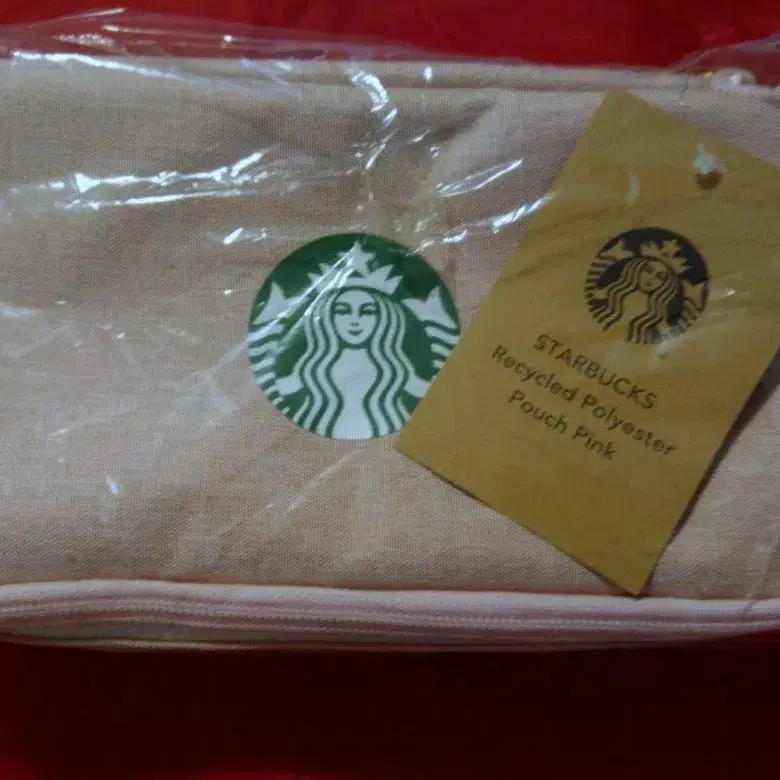 STARBUCKS
Recycled Polyester
Pouch Pink